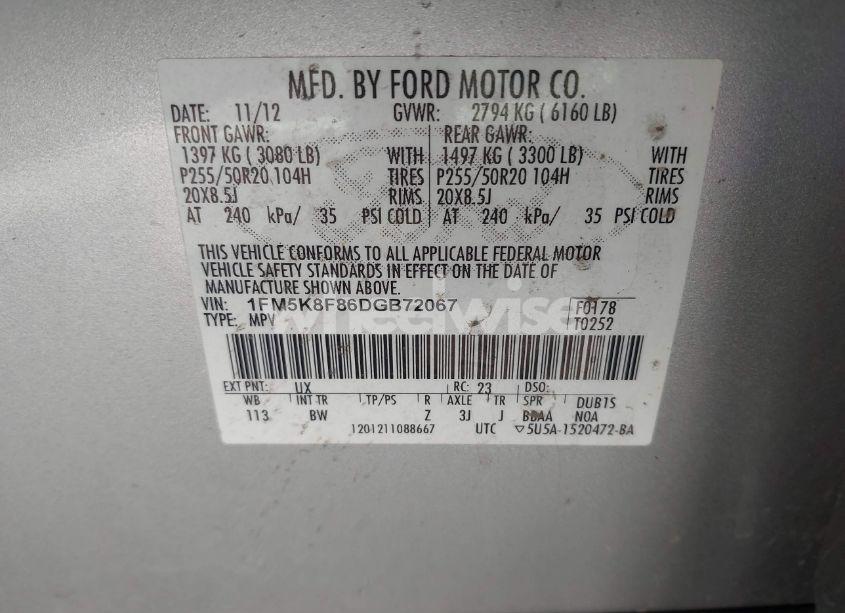 MFD. BY FORD MOTOR CO.
DATE: 11/12 GVWR: 2794 KG ( 6160 LB)
FRONT GAWR: REAR GAWR:
1397 KG ( 3080 LB) WITH 1497 KG ( 3300 LB) WITH
P255/50R20 104H TIRES P255/50R20 104H TIRES
20X8.5J RIMS 20X8.5J RIMS
AT 240 kPa/ 35 PSI COLD AT 240 kPa/ 35 PSI COLD
THIS VEHICLE CONFORMS TO ALL APPLICABLE FEDERAL MOTOR
VEHICLE SAFETY STANDARDS IN EFFECT ON THE DATE OF
MANUFACTURE SHOWN ABOVE.
VIN: 1FM5K8F86DGB72067 F0178
TYPE: MPV T0252
wheelwise
EXT PNT: UX RC: 23 DSO:
WB INT TR TP/PS R AXLE TR SPR DUB1S
113 BW Z 3J J BBAA NOA
1201211088667 UTC ▽5U5A-1520472-BA